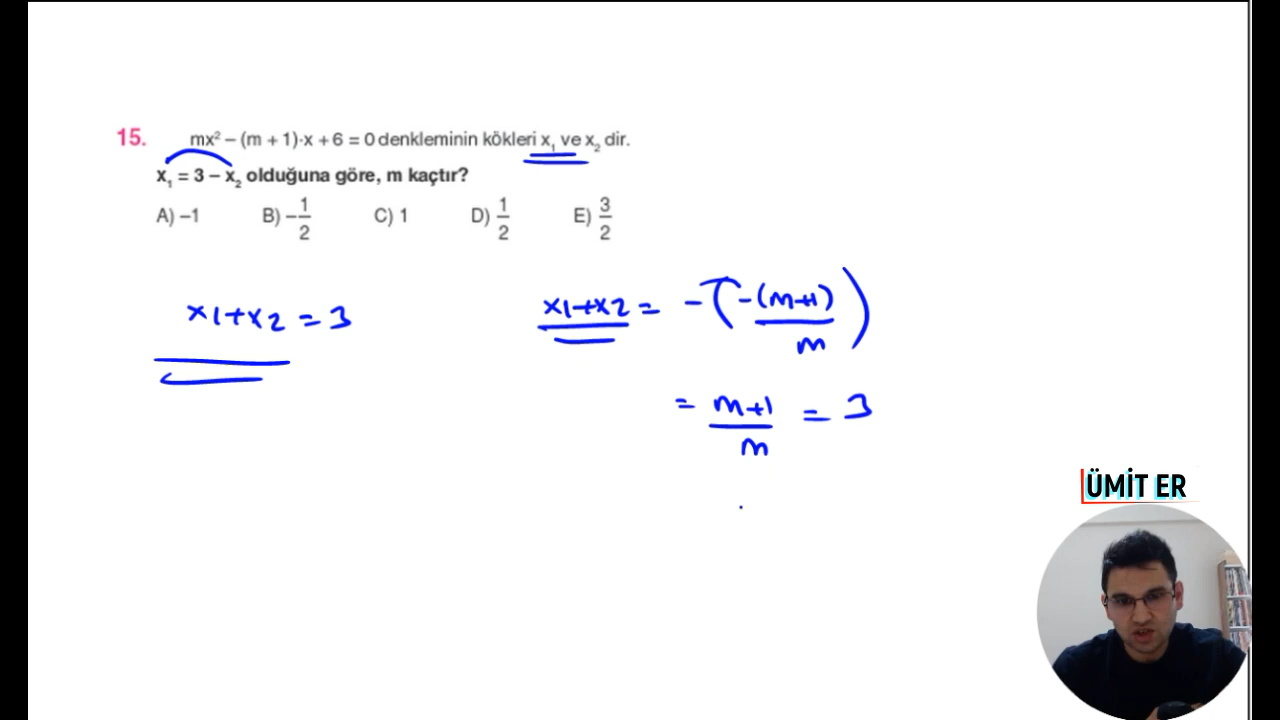 15. mx² – (m + 1)·x + 6 = 0 denkleminin kökleri x₁ ve x₂ dir.
x₁ = 3 – x₂ olduğuna göre, m kaçtır?
A) –1 B) –1/2 C) 1 D) 1/2 E) 3/2
x1+x2 = 3
x1+x2 = -(-(m+1)/m)
= m+1/m = 3
ÜMİT ER